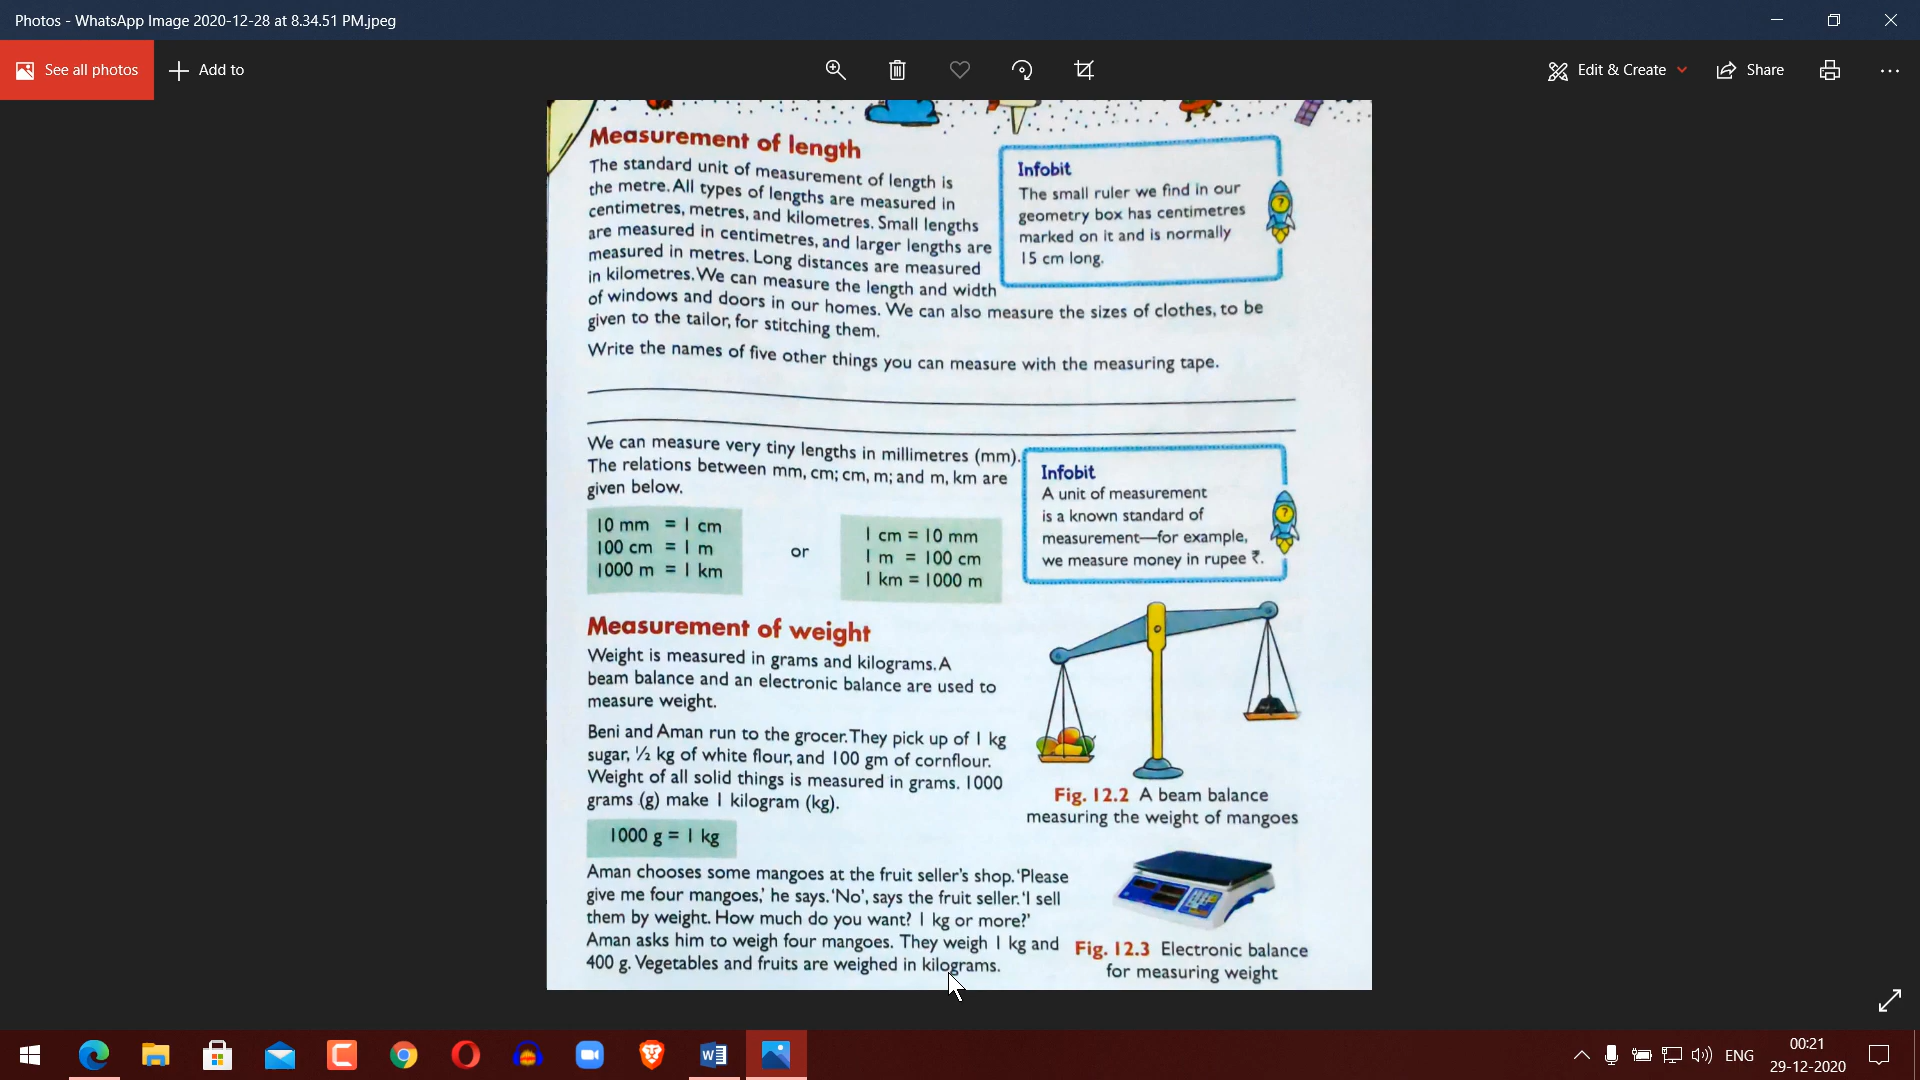 Photos - WhatsApp Image 2020-12-28 at 8.34.51 PM.jpeg
See all photos
Add to
Edit & Create
Share
Measurement of length
The standard unit of measurement of length is
the metre. All types of lengths are measured in
centimetres, metres, and kilometres. Small lengths
are measured in centimetres, and larger lengths are
measured in metres. Long distances are measured
in kilometres. We can measure the length and width
of windows and doors in our homes. We can also measure the sizes of clothes, to be
given to the tailor, for stitching them.
Infobit
The small ruler we find in our
geometry box has centimetres
marked on it and is normally
15 cm long.
Write the names of five other things you can measure with the measuring tape.
We can measure very tiny lengths in millimetres (mm).
The relations between mm, cm; cm, m; and m, km are
given below.
10 mm = 1 cm
100 cm = 1 m
1000 m = 1 km
or
1 cm = 10 mm
1 m = 100 cm
1 km = 1000 m
Infobit
A unit of measurement
is a known standard of
measurement—for example,
we measure money in rupee ₹.
Measurement of weight
Weight is measured in grams and kilograms. A
beam balance and an electronic balance are used to
measure weight.
Beni and Aman run to the grocer. They pick up of 1 kg
sugar, ½ kg of white flour, and 100 gm of cornflour.
Weight of all solid things is measured in grams. 1000
grams (g) make 1 kilogram (kg).
1000 g = 1 kg
Fig. 12.2 A beam balance
measuring the weight of mangoes
Aman chooses some mangoes at the fruit seller's shop. 'Please
give me four mangoes,' he says. 'No', says the fruit seller. 'I sell
them by weight. How much do you want? 1 kg or more?'
Aman asks him to weigh four mangoes. They weigh 1 kg and
400 g. Vegetables and fruits are weighed in kilograms.
Fig. 12.3 Electronic balance
for measuring weight
ENG
00:21
29-12-2020